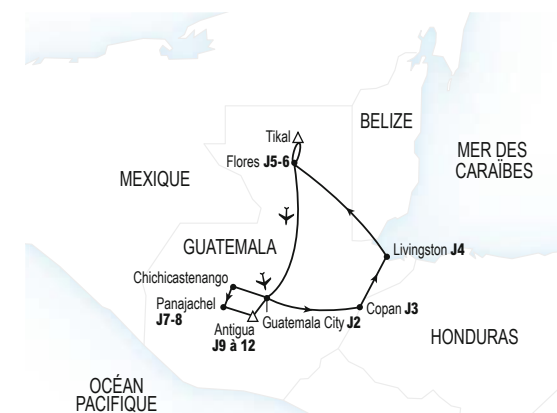 BELIZE
Tikal
MER DES
CARAÏBES
Flores J5-6
MEXIQUE
GUATEMALA
Livingston J4
Chichicastenango
Panajachel
J7-8
Guatemala City J2
Copan J3
Antigua
J9 à 12
HONDURAS
OCÉAN
PACIFIQUE